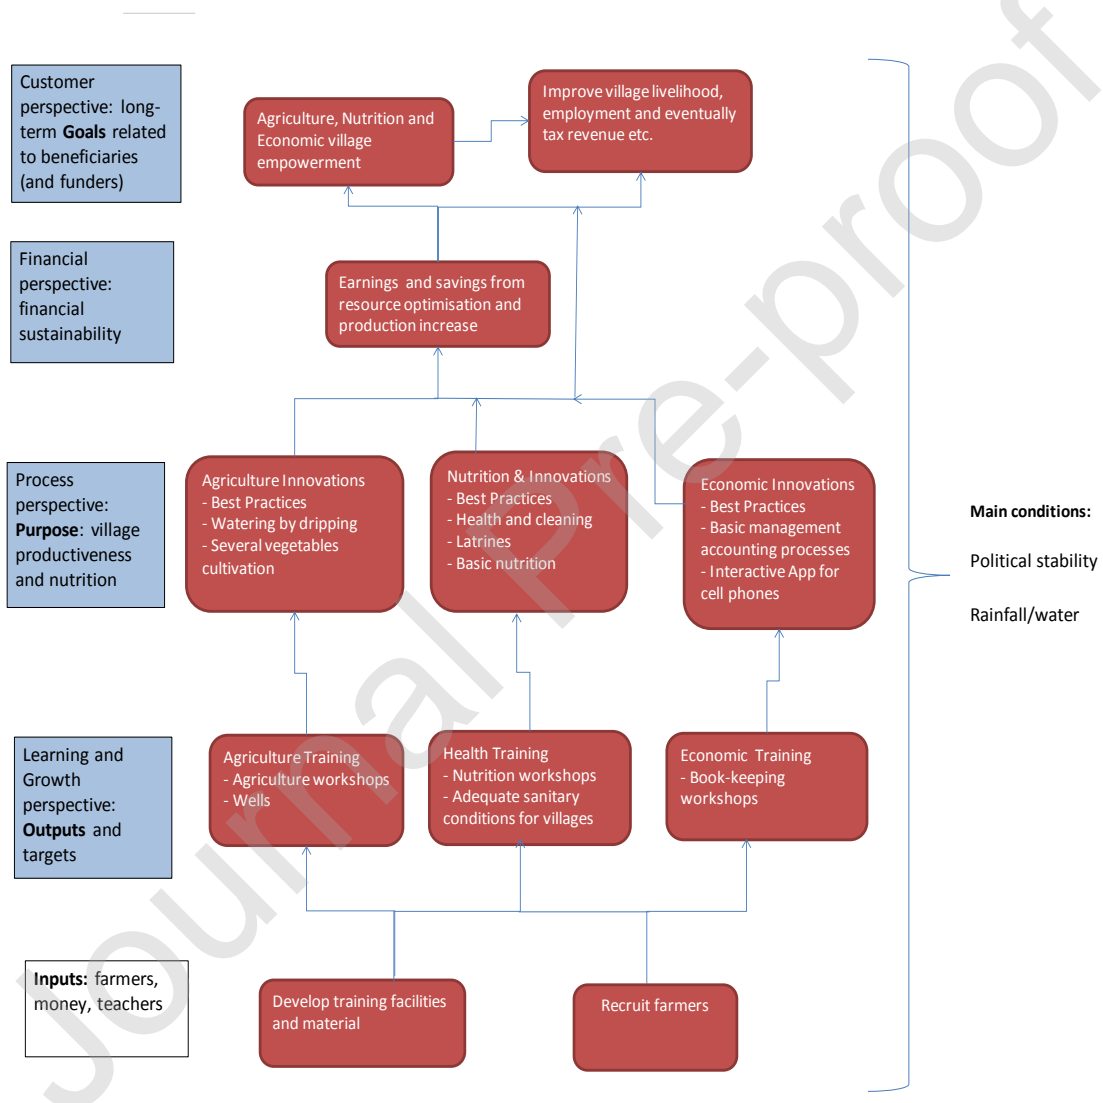 Customer
perspective: long-
term Goals related
to beneficiaries
(and funders)
Agriculture, Nutrition and
Economic village
empowerment
Improve village livelihood,
employment and eventually
tax revenue etc.
Financial
perspective:
financial
sustainability
Earnings and savings from
resource optimisation and
production increase
Process
perspective:
Purpose: village
productiveness
and nutrition
Agriculture Innovations
- Best Practices
- Watering by dripping
- Several vegetables
cultivation
Nutrition & Innovations
- Best Practices
- Health and cleaning
- Latrines
- Basic nutrition
Economic Innovations
- Best Practices
- Basic management
accounting processes
- Interactive App for
cell phones
Main conditions:
Political stability
Rainfall/water
Learning and
Growth
perspective:
Outputs and
targets
Agriculture Training
- Agriculture workshops
- Wells
Health Training
- Nutrition workshops
- Adequate sanitary
conditions for villages
Economic Training
- Book-keeping
workshops
Inputs: farmers,
money, teachers
Develop training facilities
and material
Recruit farmers
Journal Pre-proof